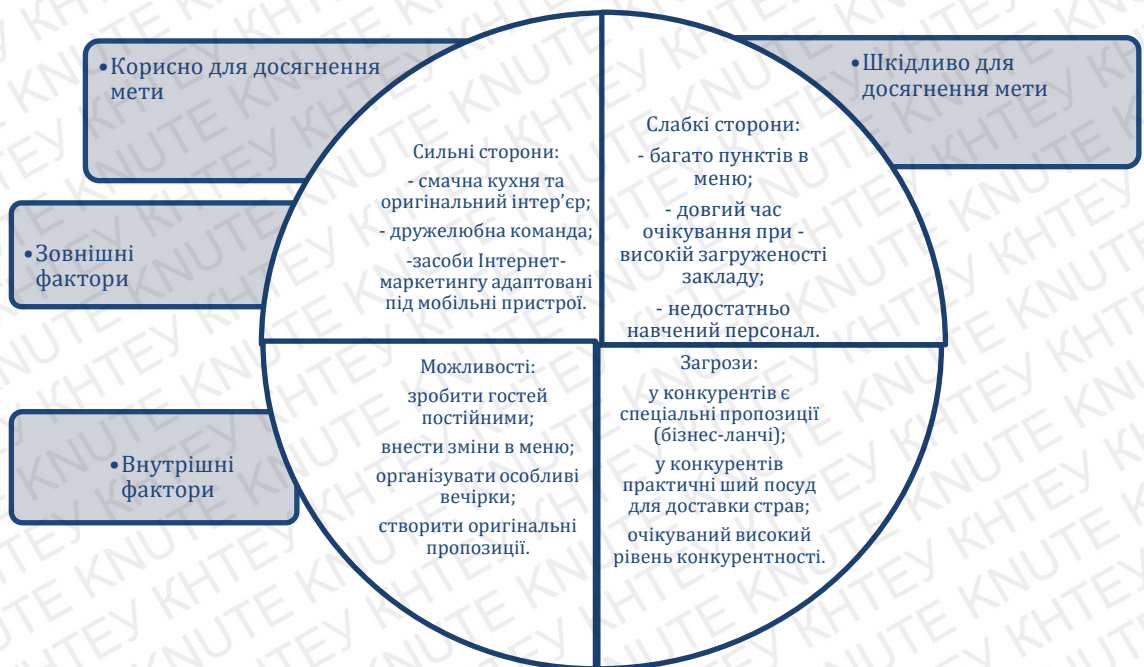 •Корисно для досягнення
мети
•Шкідливо для
досягнення мети
•Зовнішні
фактори
•Внутрішні
фактори
Сильні сторони:
- смачна кухня та
оригінальний інтер’єр;
- дружелюбна команда;
-засоби Інтернет-
маркетингу адаптовані
під мобільні пристрої.
Слабкі сторони:
- багато пунктів в
меню;
- довгий час
очікування при -
високій загруженості
закладу;
- недостатньо
навчений персонал.
Можливості:
зробити гостей
постійними;
внести зміни в меню;
організувати особливі
вечірки;
створити оригінальні
пропозиції.
Загрози:
у конкурентів є
спеціальні пропозиції
(бізнес-ланчі);
у конкурентів
практичні ший посуд
для доставки страв;
очікуваний високий
рівень конкурентності.